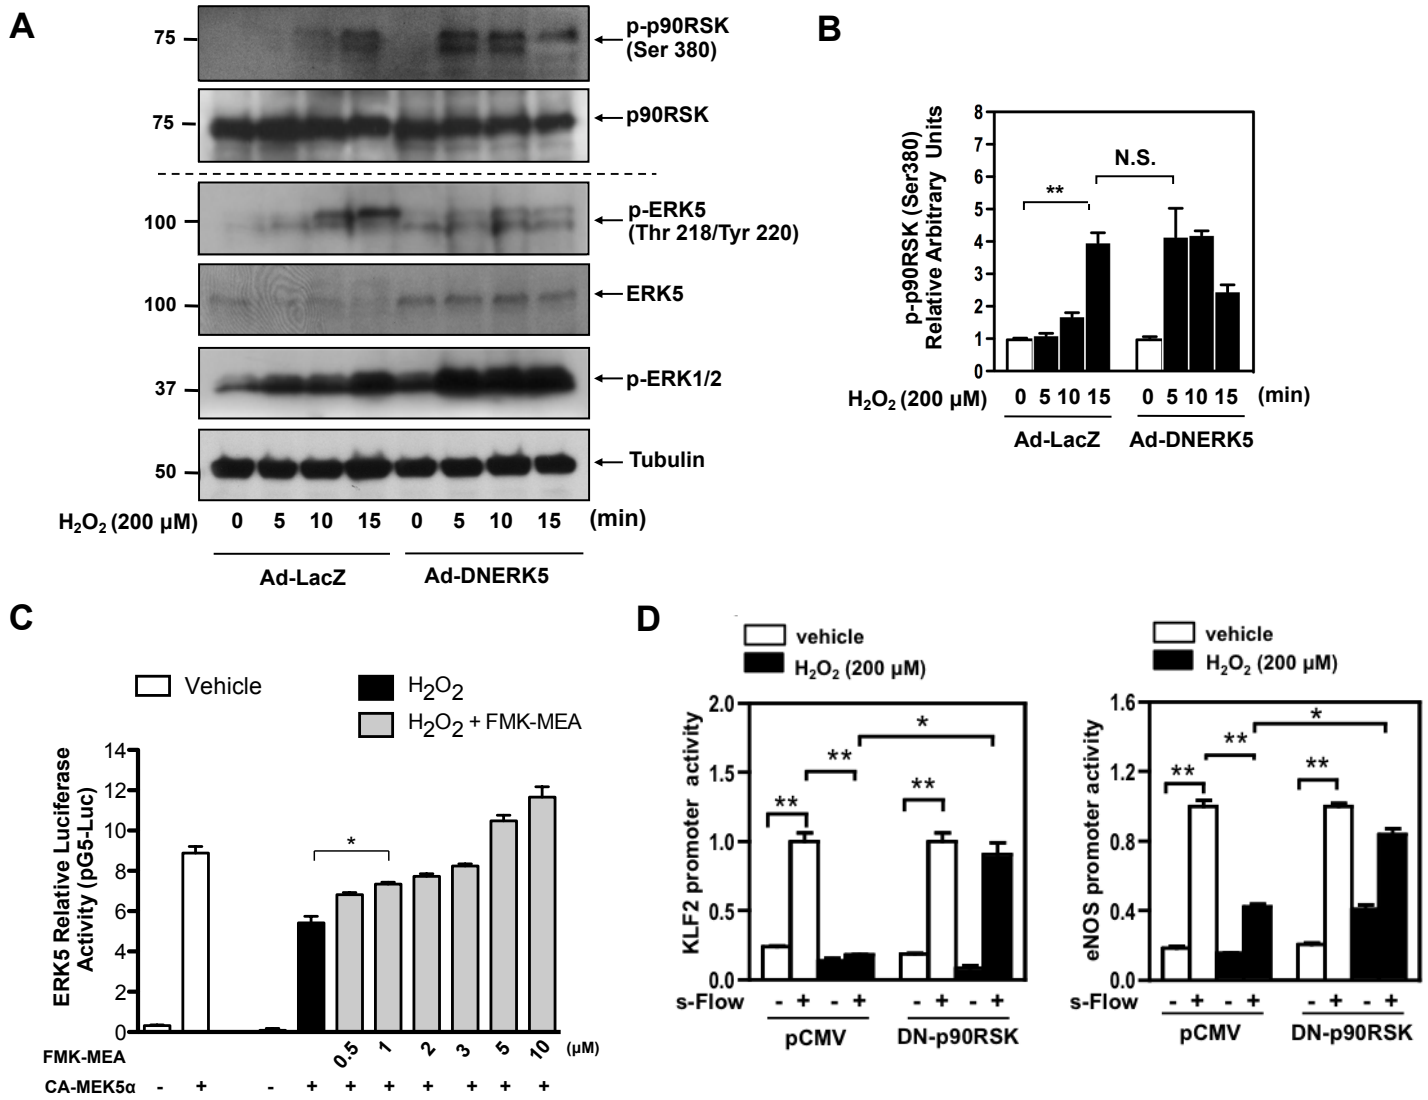 A
75
p-p90RSK
(Ser 380)
75
p90RSK
100
p-ERK5
(Thr 218/Tyr 220)
100
ERK5
37
p-ERK1/2
50
Tubulin
H2O2 (200 µM) 0 5 10 15 0 5 10 15 (min)
Ad-LacZ Ad-DNERK5
B
p-p90RSK (Ser380)
Relative Arbitrary Units
8
7
6
5
4
3
2
1
0
**
N.S.
H2O2 (200 µM) 0 5 10 15 0 5 10 15 (min)
Ad-LacZ Ad-DNERK5
C
Vehicle
H2O2
H2O2 + FMK-MEA
ERK5 Relative Luciferase
Activity (pG5-Luc)
14
12
10
8
6
4
2
0
*
FMK-MEA 0.5 1 2 3 5 10 (µM)
CA-MEK5α - + - + + + + + + +
D
vehicle
H2O2 (200 µM)
KLF2 promoter activity
2.0
1.5
1.0
0.5
0.0
** ** ** *
s-Flow - + - + - + - +
pCMV DN-p90RSK
vehicle
H2O2 (200 µM)
eNOS promoter activity
1.6
1.2
0.8
0.4
0.0
** ** ** *
s-Flow - + - + - + - +
pCMV DN-p90RSK